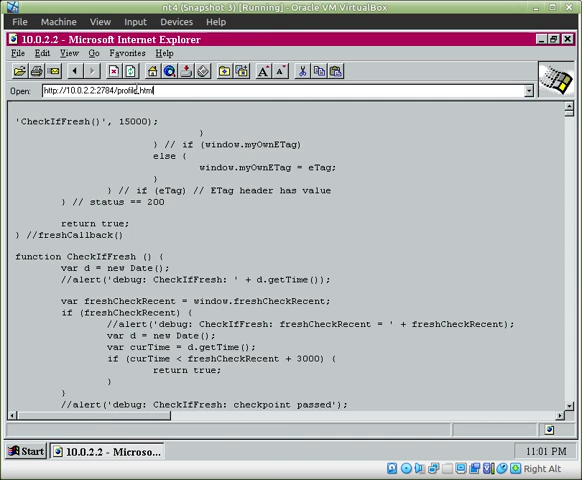 nt4 (Snapshot 3) [Running] - Oracle VM VirtualBox
File Machine View Input Devices Help
10.0.2.2 - Microsoft Internet Explorer
File Edit View Go Favorites Help
Open: http://10.0.2.2:2784/profile.html
'CheckIfFresh()', 15000);
}
} // if (window.myOwnETag)
else {
window.myOwnETag = eTag;
}
} // if (eTag) // ETag header has value
} // status == 200
return true;
} //freshCallback()
function CheckIfFresh () {
var d = new Date();
//alert('debug: CheckIfFresh: ' + d.getTime());
var freshCheckRecent = window.freshCheckRecent;
if (freshCheckRecent) {
//alert('debug: CheckIfFresh: freshCheckRecent = ' + freshCheckRecent);
var d = new Date();
var curTime = d.getTime();
if (curTime < freshCheckRecent + 3000) {
return true;
}
}
//alert('debug: CheckIfFresh: checkpoint passed');
Start 10.0.2.2 - Microso... 11:01 PM
Right Alt